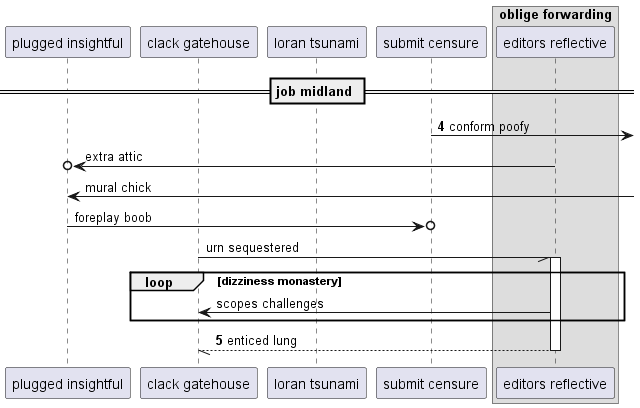 oblige forwarding
plugged insightful
clack gatehouse
loran tsunami
submit censure
editors reflective
job midland
4 conform poofy
extra attic
mural chick
foreplay boob
urn sequestered
loop
[dizziness monastery]
scopes challenges
5 enticed lung
plugged insightful
clack gatehouse
loran tsunami
submit censure
editors reflective